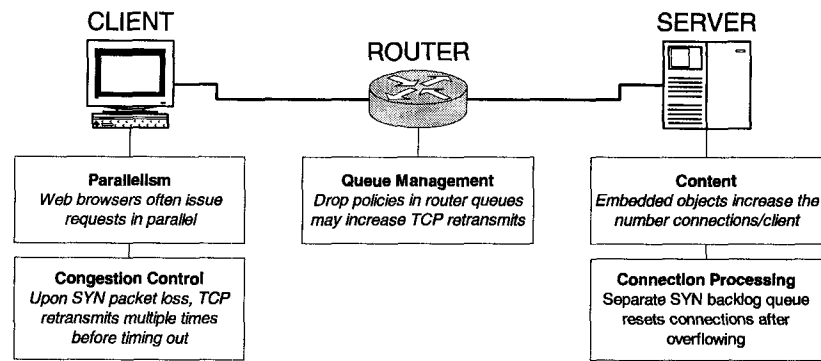 CLIENT
ROUTER
SERVER
Parallelism
Web browsers often issue
requests in parallel
Queue Management
Drop policies in router queues
may increase TCP retransmits
Content
Embedded objects increase the
number connections/client
Congestion Control
Upon SYN packet loss, TCP
retransmits multiple times
before timing out
Connection Processing
Separate SYN backlog queue
resets connections after
overflowing